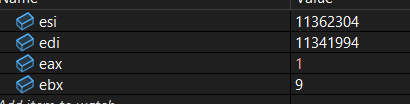 Name Value
esi 11362304
edi 11341994
eax 1
ebx 9
Add item to watch